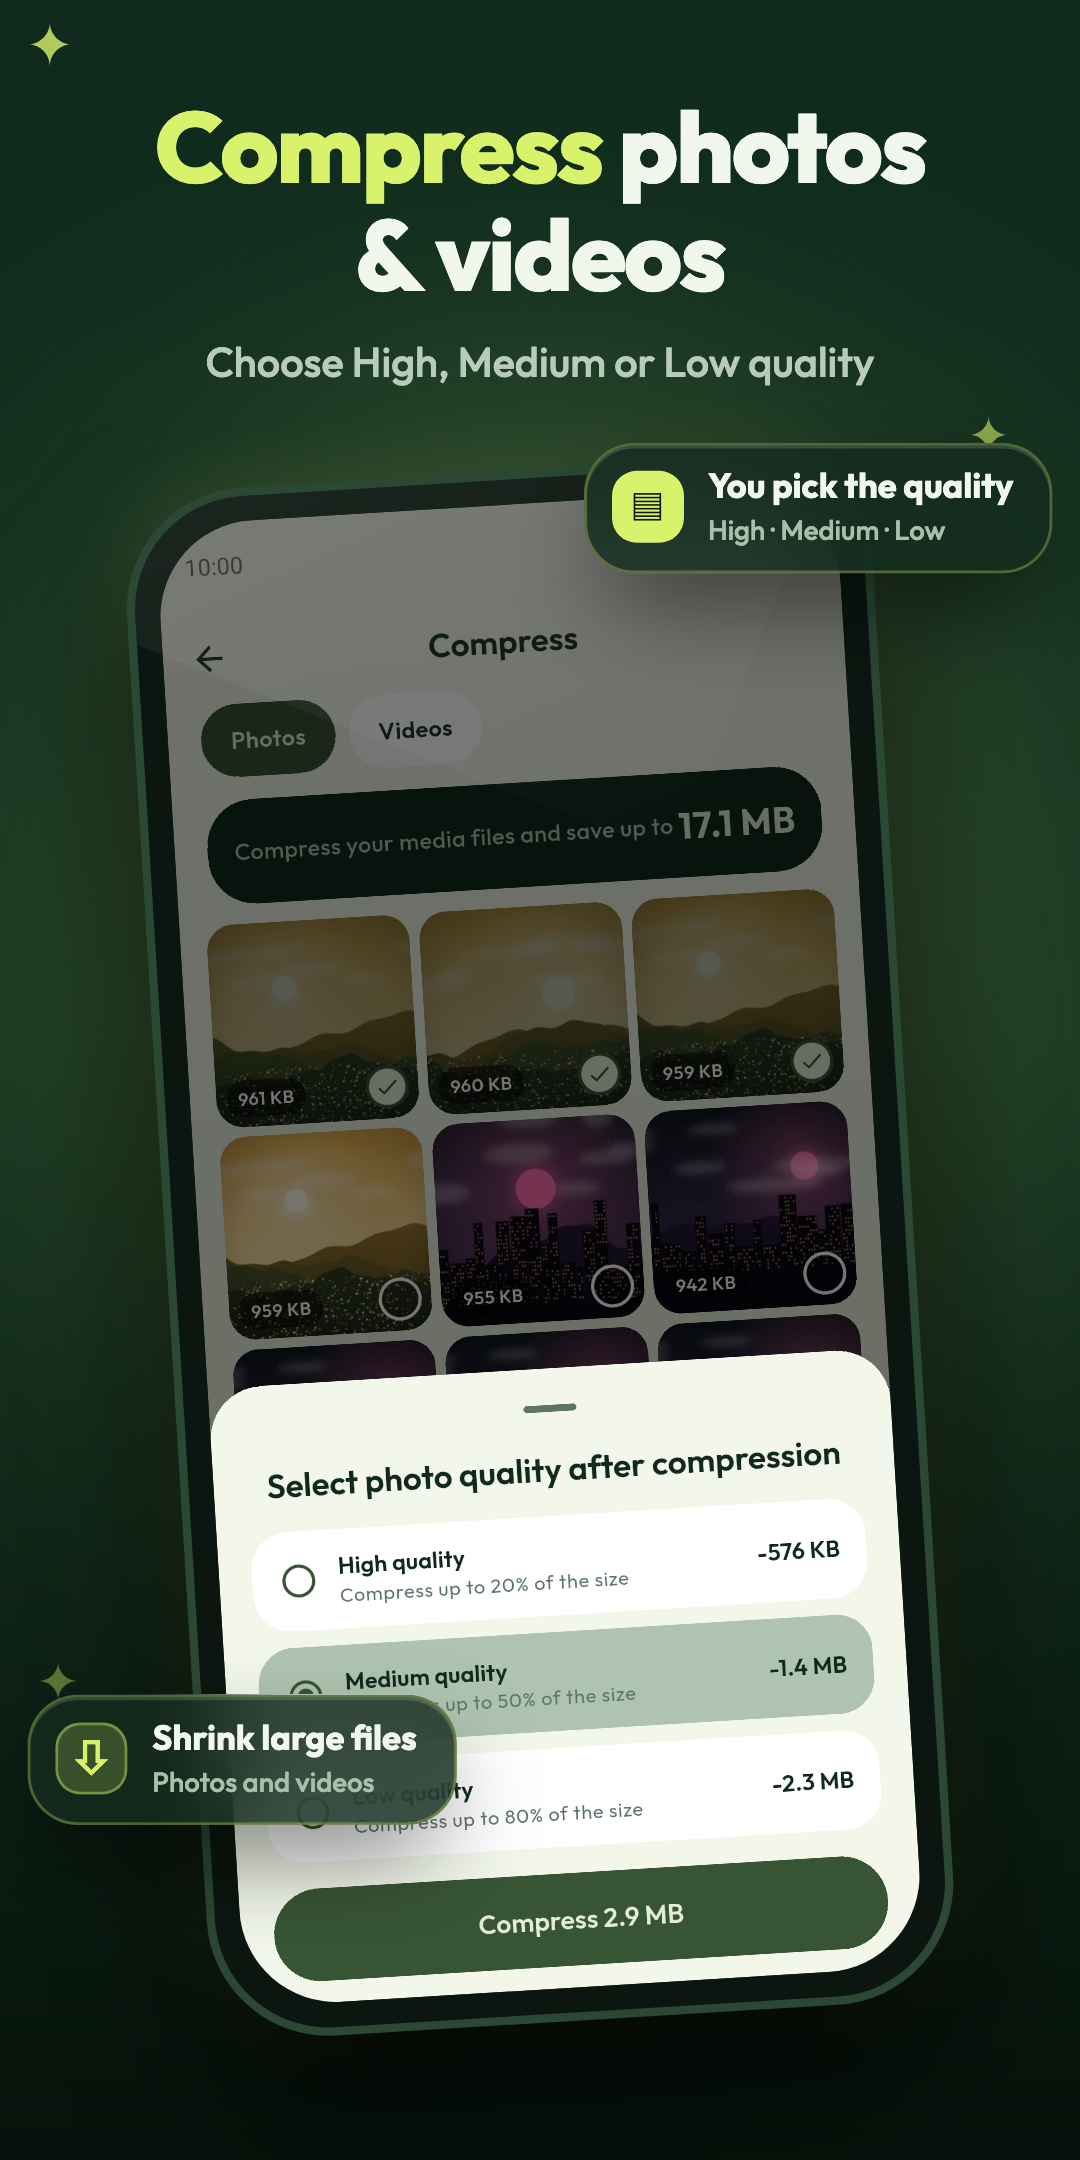 Compress photos
& videos
Choose High, Medium or Low quality
You pick the quality
High · Medium · Low
10:00
Compress
Photos
Videos
Compress your media files and save up to 17.1 MB
961 KB
960 KB
959 KB
959 KB
955 KB
942 KB
Select photo quality after compression
High quality
-576 KB
Compress up to 20% of the size
Medium quality
-1.4 MB
up to 50% of the size
Shrink large files
Photos and videos
Low quality
-2.3 MB
Compress up to 80% of the size
Compress 2.9 MB